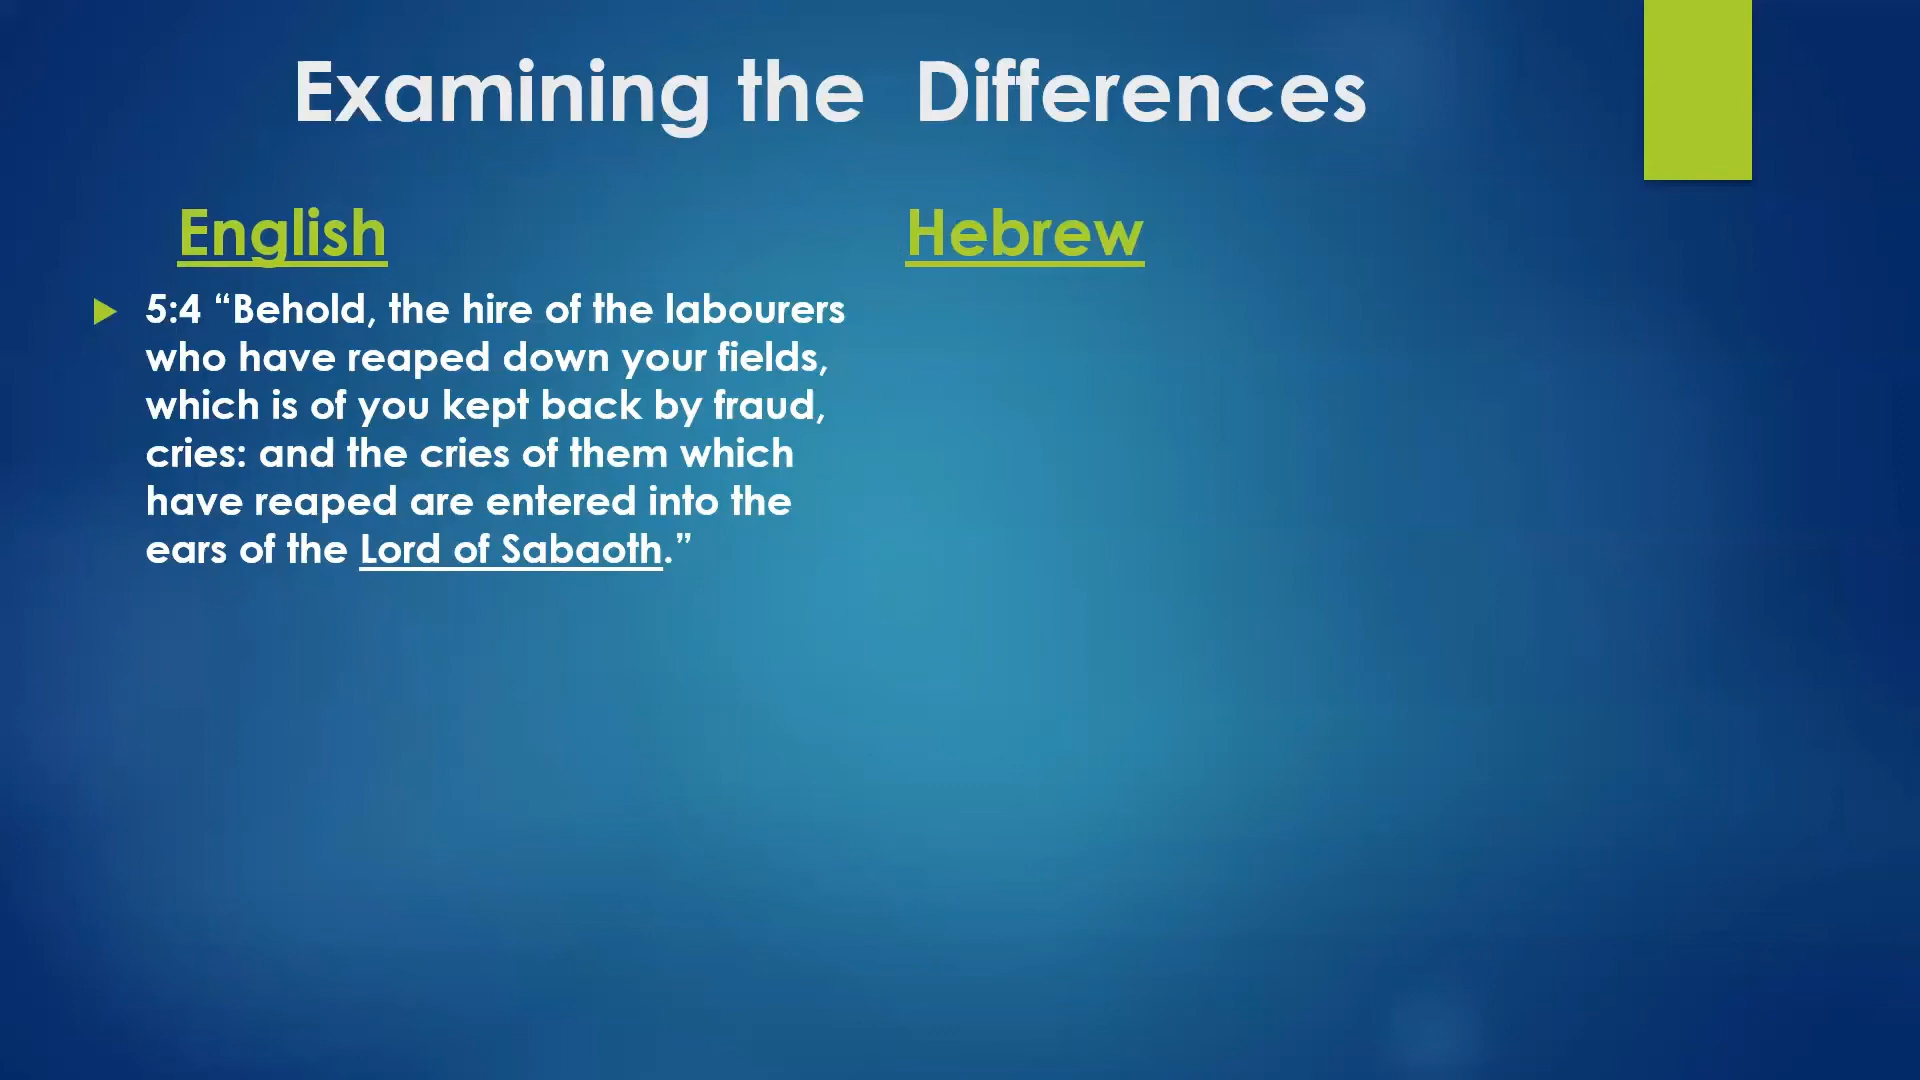 Examining the Differences
English
Hebrew
5:4 “Behold, the hire of the labourers
who have reaped down your fields,
which is of you kept back by fraud,
cries: and the cries of them which
have reaped are entered into the
ears of the Lord of Sabaoth.”